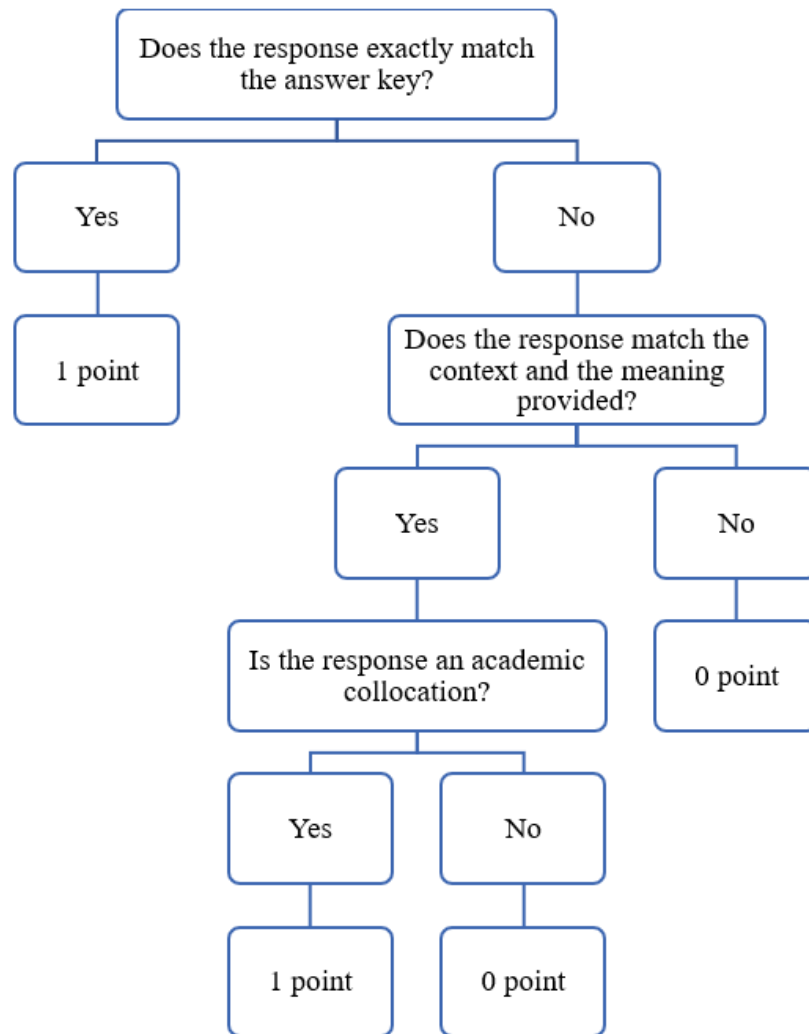 Does the response exactly match
the answer key?
Yes
No
1 point
Does the response match the
context and the meaning
provided?
Yes
No
Is the response an academic
collocation?
0 point
Yes
No
1 point
0 point